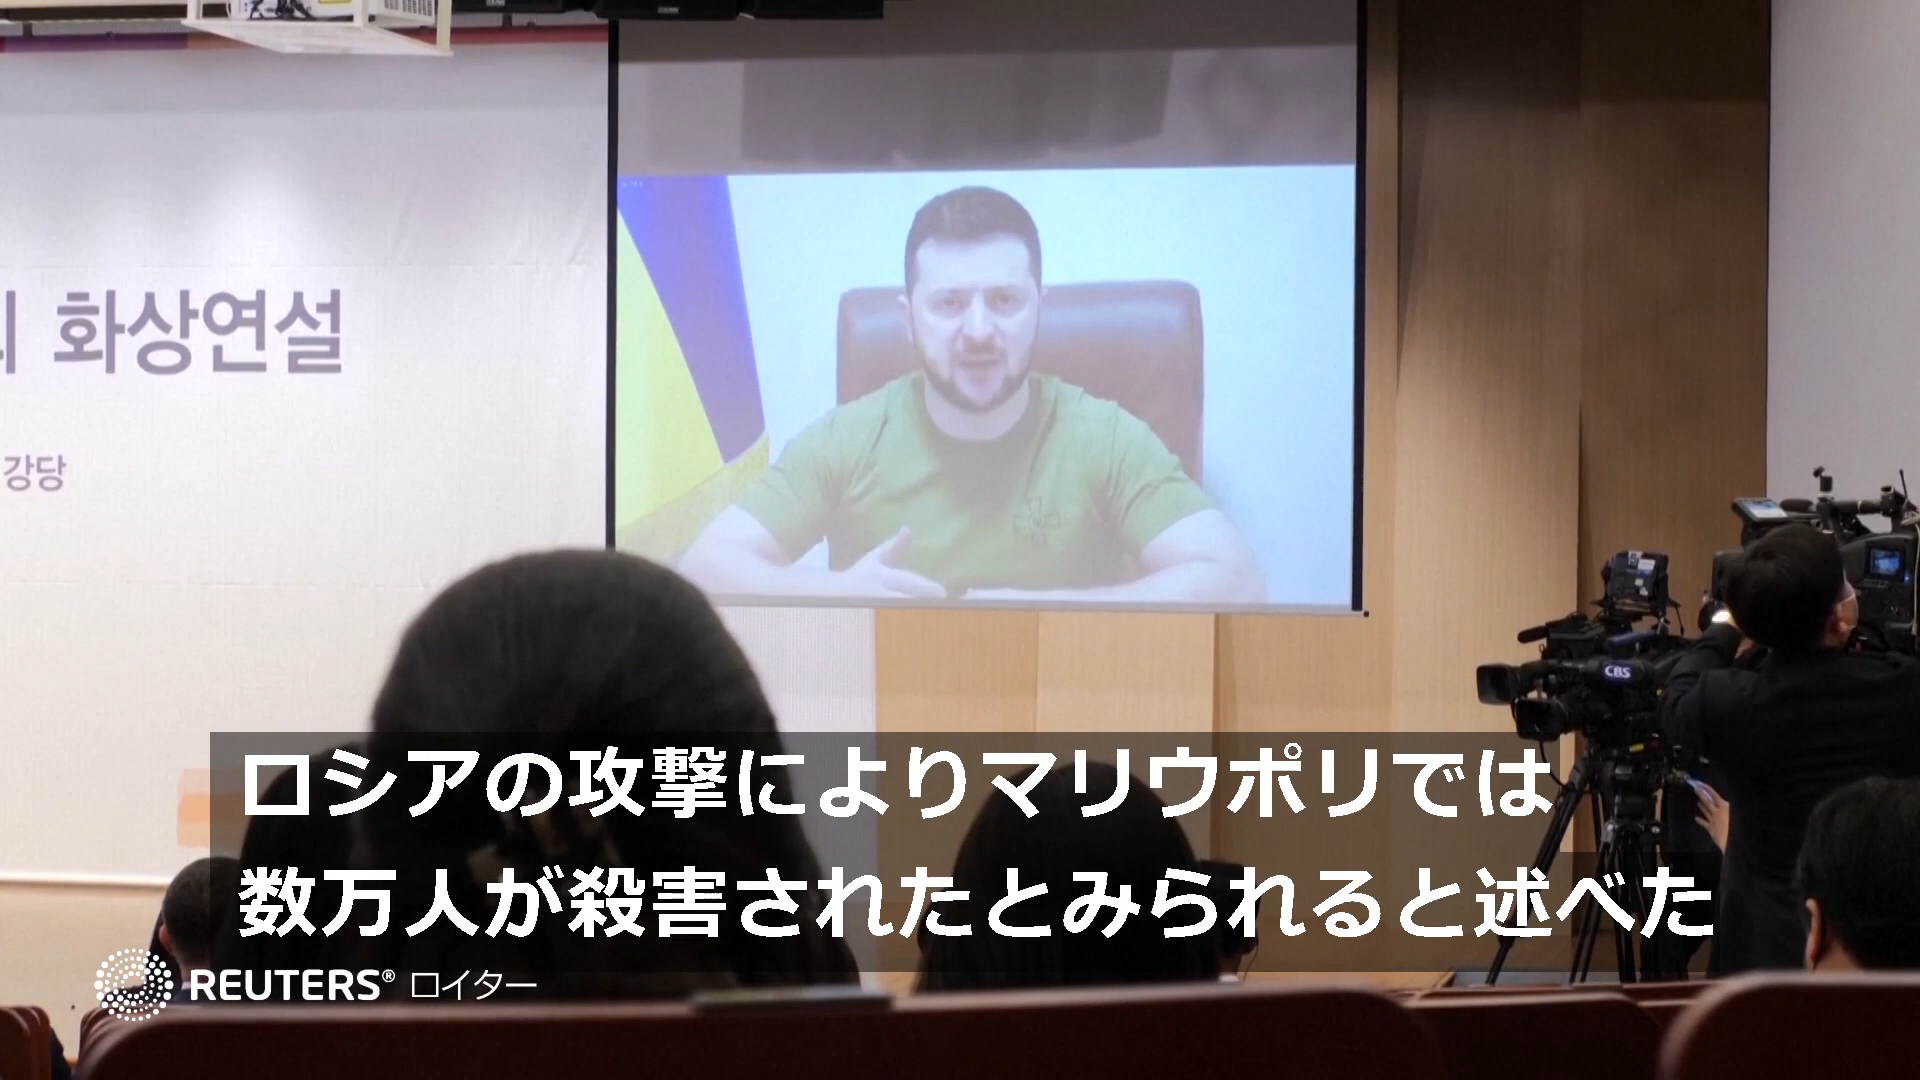 화상연설
강당
CBS
ロシアの攻撃によりマリウポリでは
数万人が殺害されたとみられると述べた
REUTERS® ロイター